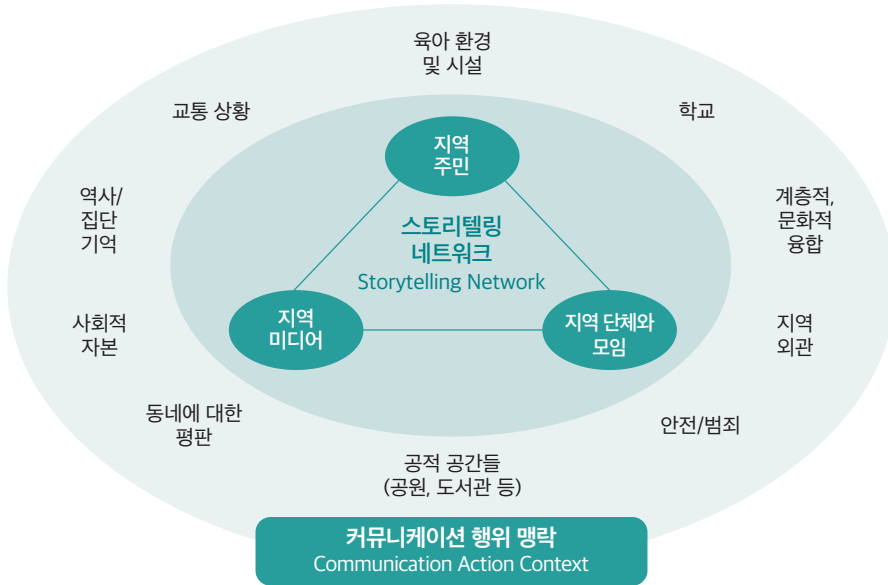 육아 환경
및 시설
교통 상황
학교
지역
주민
역사/
집단
기억
계층적,
문화적
융합
스토리텔링
네트워크
Storytelling Network
사회적
자본
지역
미디어
지역 단체와
모임
지역
외관
동네에 대한
평판
안전/범죄
공적 공간들
(공원, 도서관 등)
커뮤니케이션 행위 맹락
Communication Action Context